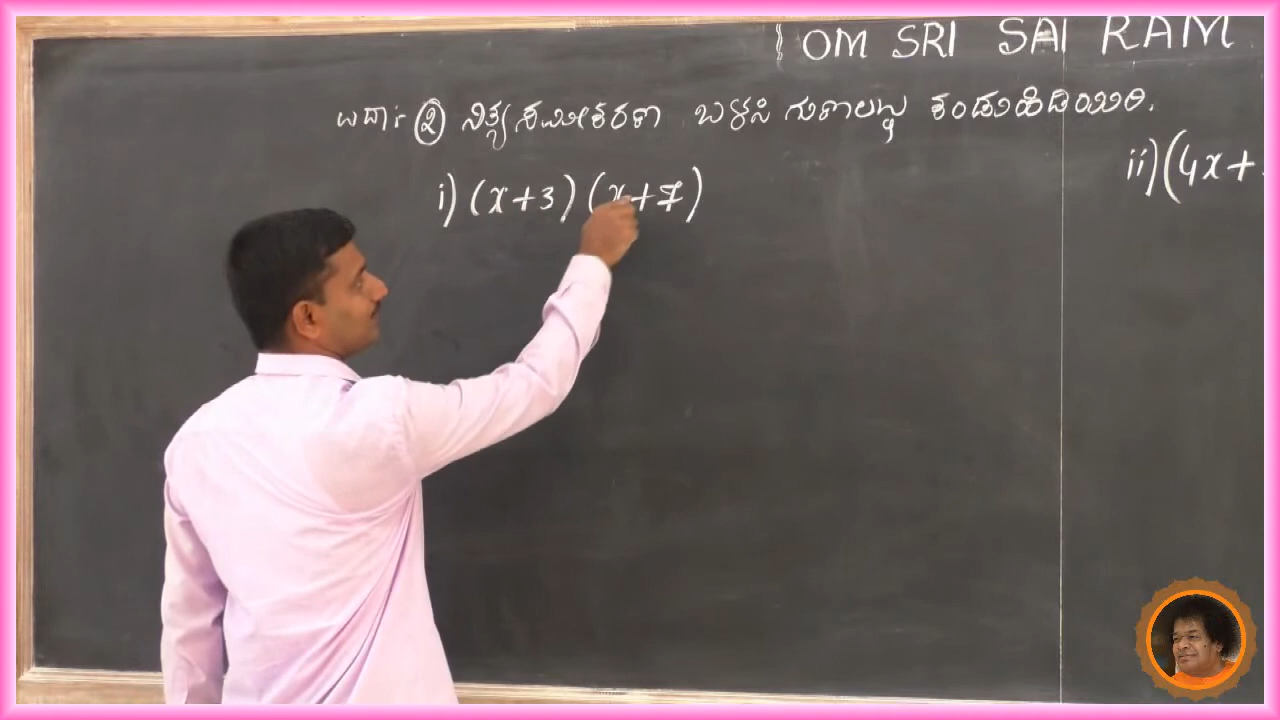 OM SRI SAI RAM
ಉದಾ: ② ನಿತ್ಯಸಮೀಕರಣ ಬಳಸಿ ಗುಣಲಬ್ಧ ಕಂಡುಹಿಡಿಯಿರಿ.
i) (x+3) (x+7)
ii) (4x+